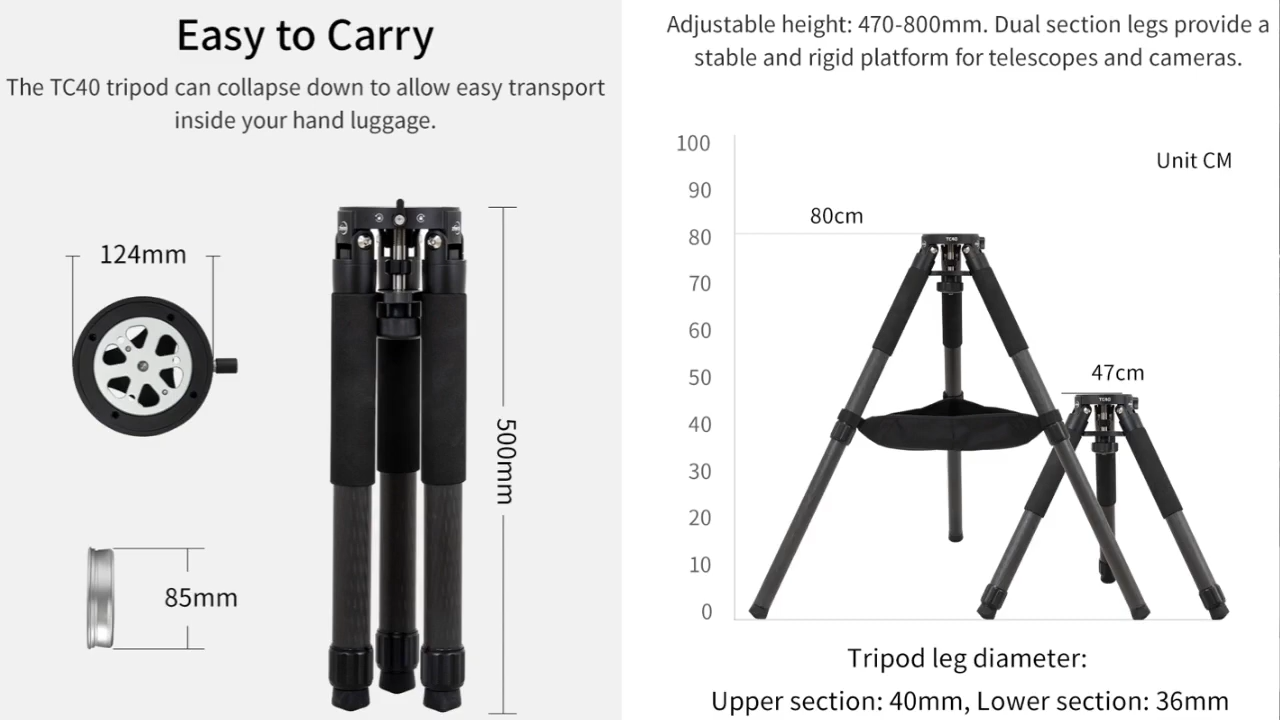 Easy to Carry
The TC40 tripod can collapse down to allow easy transport
inside your hand luggage.
124mm
500mm
85mm
Adjustable height: 470-800mm. Dual section legs provide a
stable and rigid platform for telescopes and cameras.
100
Unit CM
90
80cm
80
TC40
70
60
50
47cm
TC40
40
30
20
10
0
Tripod leg diameter:
Upper section: 40mm, Lower section: 36mm